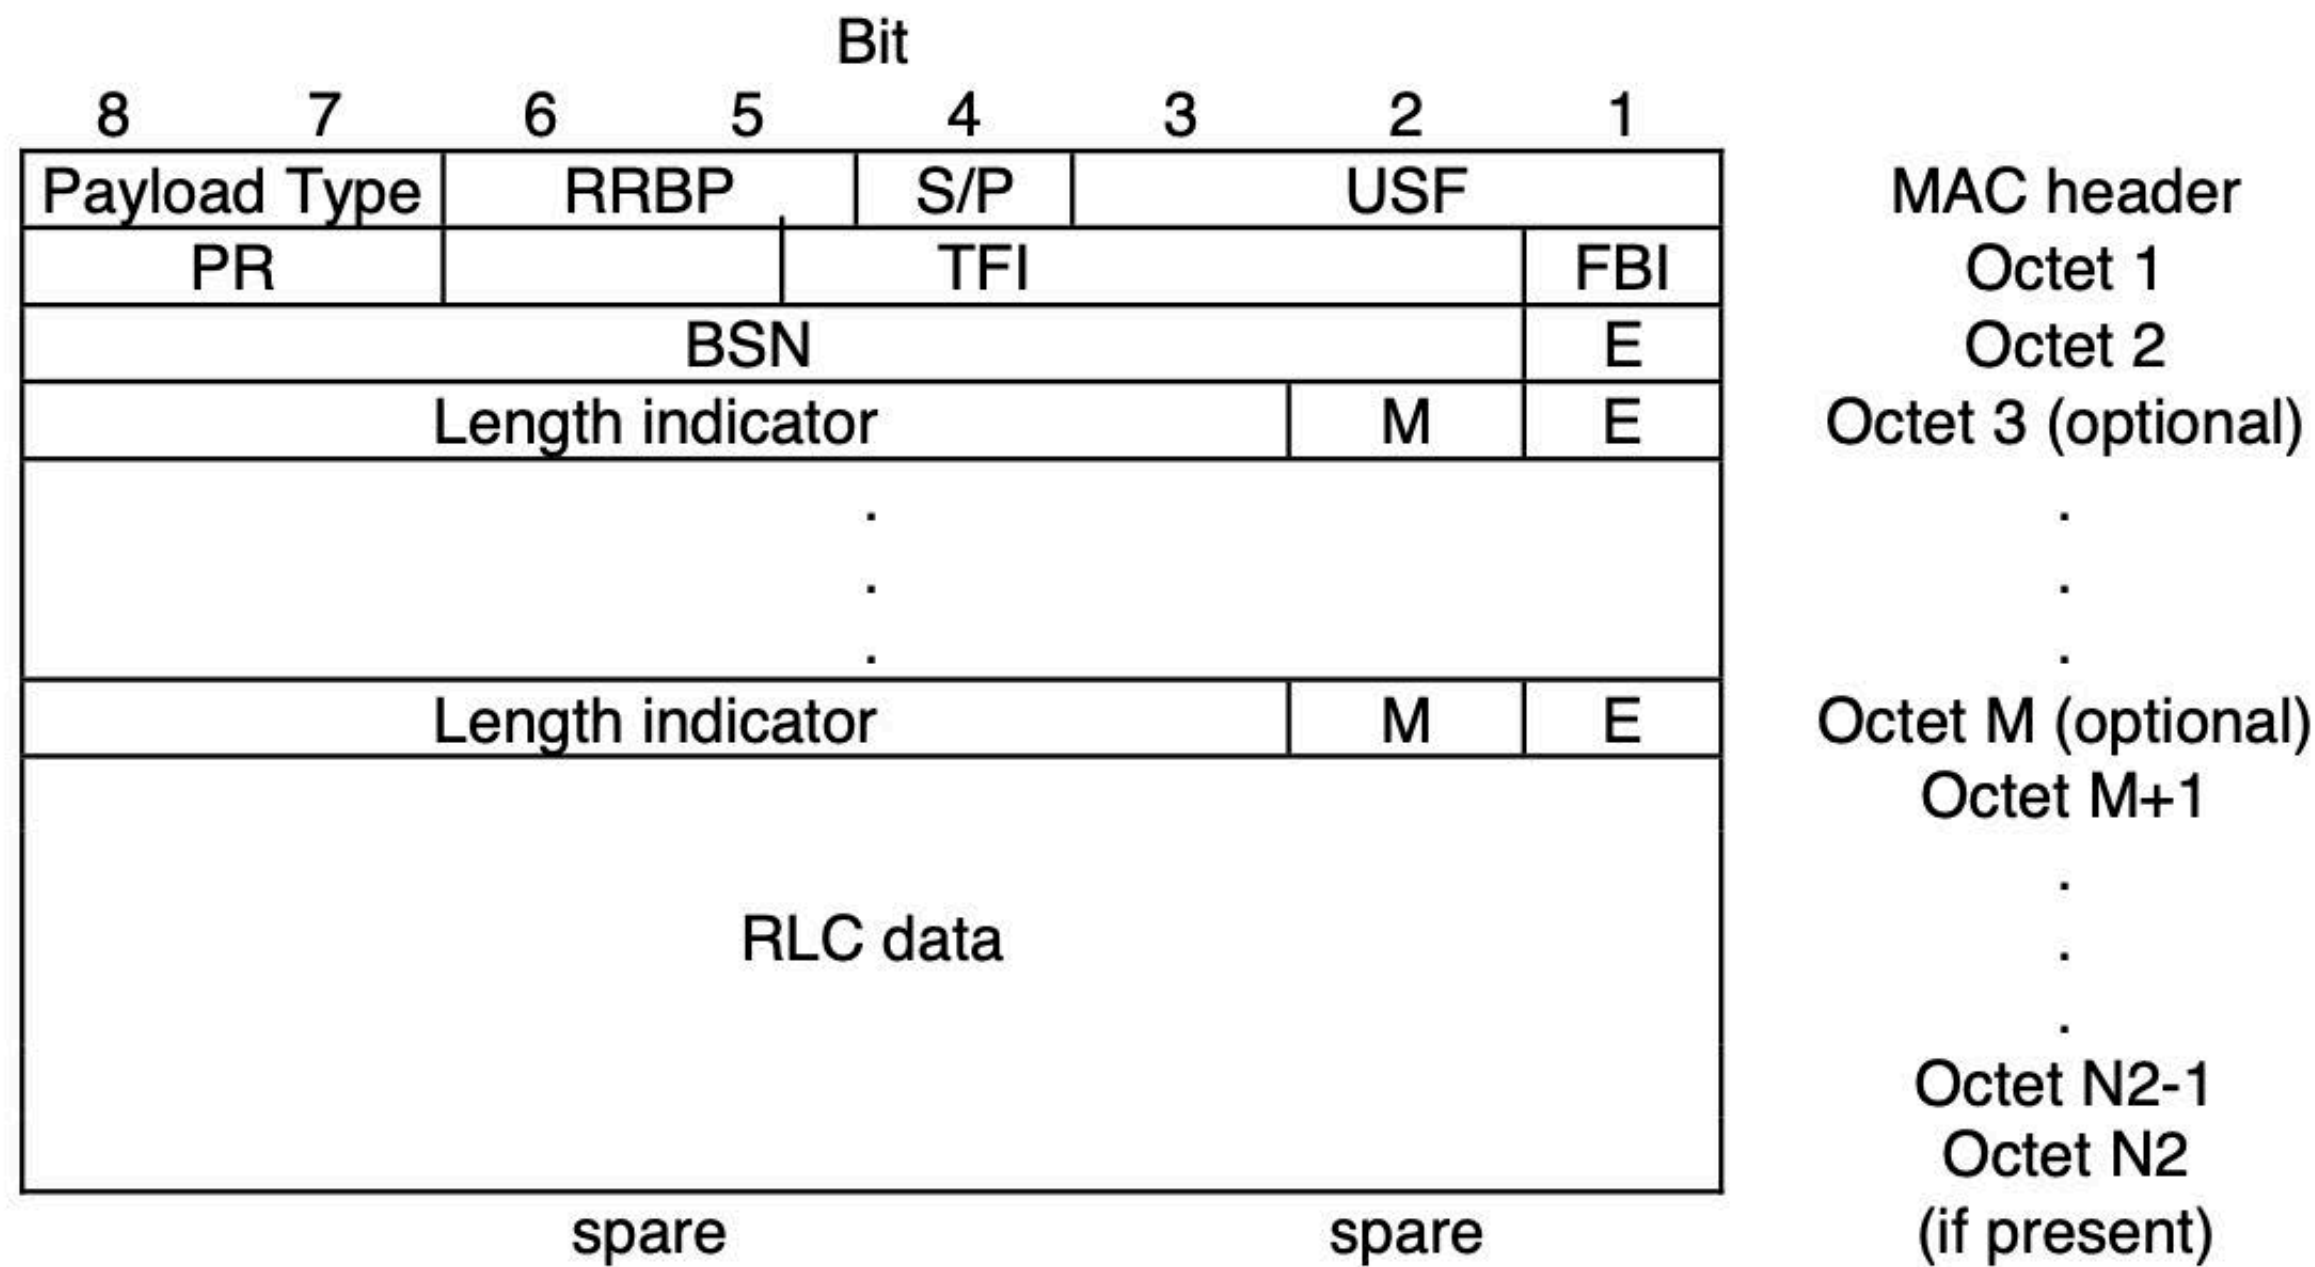 Bit
8 7 6 5 4 3 2 1
Payload Type RRBP S/P USF MAC header
PR TFI FBI Octet 1
BSN E Octet 2
Length indicator M E Octet 3 (optional)
. .
. .
. .
Length indicator M E Octet M (optional)
Octet M+1
.
RLC data .
.
Octet N2-1
Octet N2
spare spare (if present)